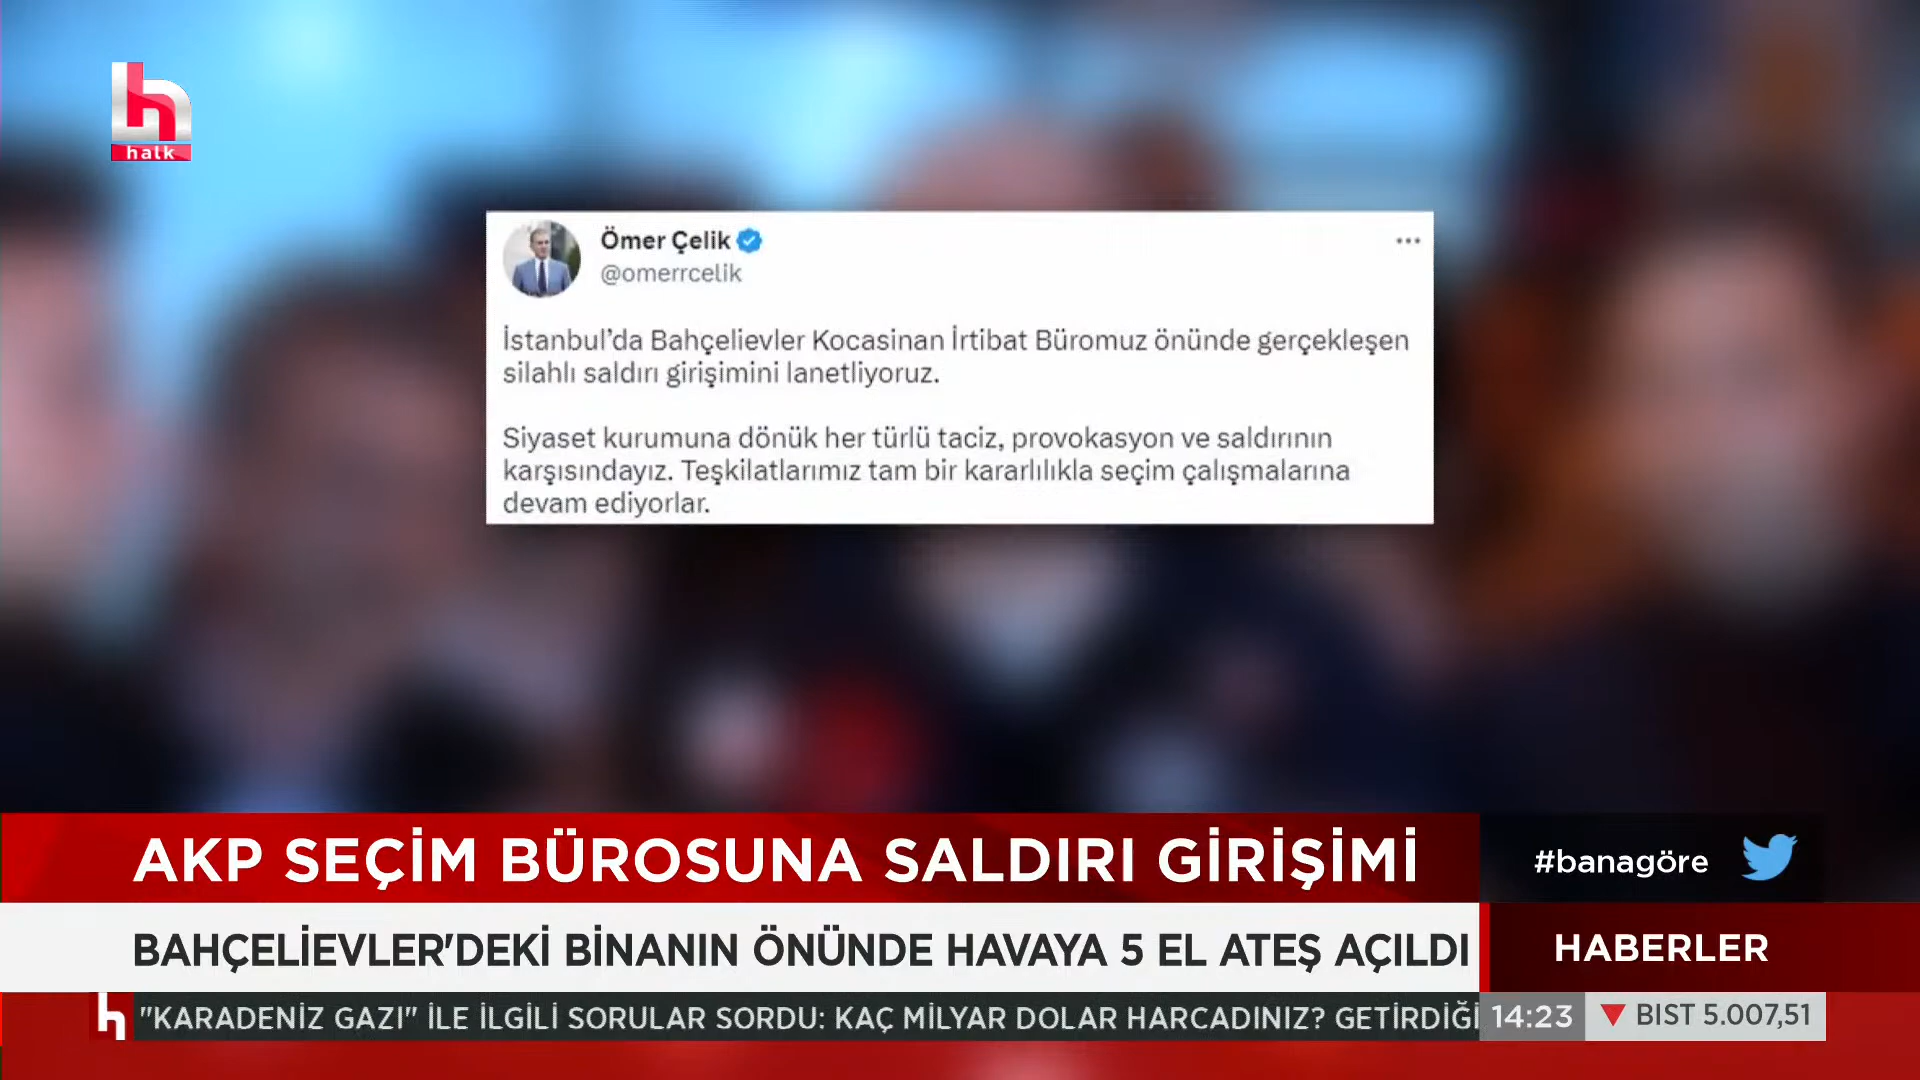 halk
Ömer Çelik
@omerrcelik
İstanbul’da Bahçelievler Kocasinan İrtibat Büromuz önünde gerçekleşen
silahlı saldırı girişimini lanetliyoruz.
Siyaset kurumuna dönük her türlü taciz, provokasyon ve saldırının
karşısındayız. Teşkilatlarımız tam bir kararlılıkla seçim çalışmalarına
devam ediyorlar.
AKP SEÇİM BÜROSUNA SALDIRI GİRİŞİMİ
#banagöre
BAHÇELİEVLER'DEKİ BİNANIN ÖNÜNDE HAVAYA 5 EL ATEŞ AÇILDI
HABERLER
"KARADENİZ GAZI" İLE İLGİLİ SORULAR SORDU: KAÇ MİLYAR DOLAR HARCADINIZ? GETİRDİĞİ
14:23
BIST 5.007,51